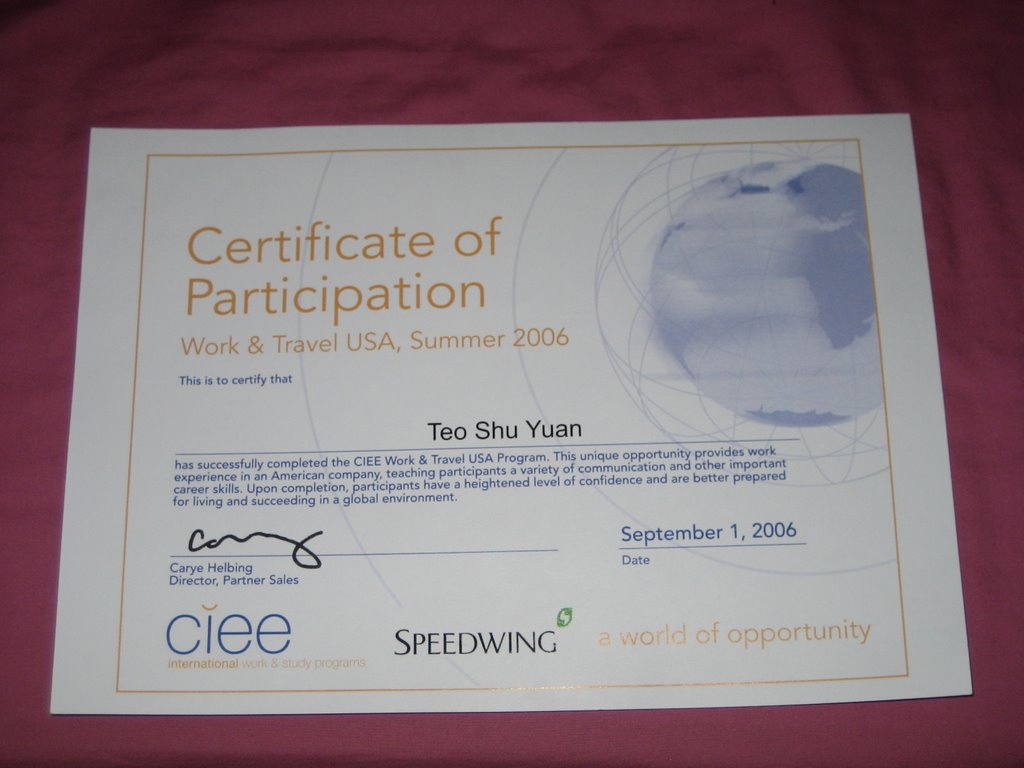 Certificate of
Participation
Work & Travel USA, Summer 2006
This is to certify that
Teo Shu Yuan
has successfully completed the CIEE Work & Travel USA Program. This unique opportunity provides work
experience in an American company, teaching participants a variety of communication and other important
career skills. Upon completion, participants have a heightened level of confidence and are better prepared
for living and succeeding in a global environment.
September 1, 2006
Carye Helbing
Date
Director, Partner Sales
ciee
international work & study programs
SPEEDWING
a world of opportunity